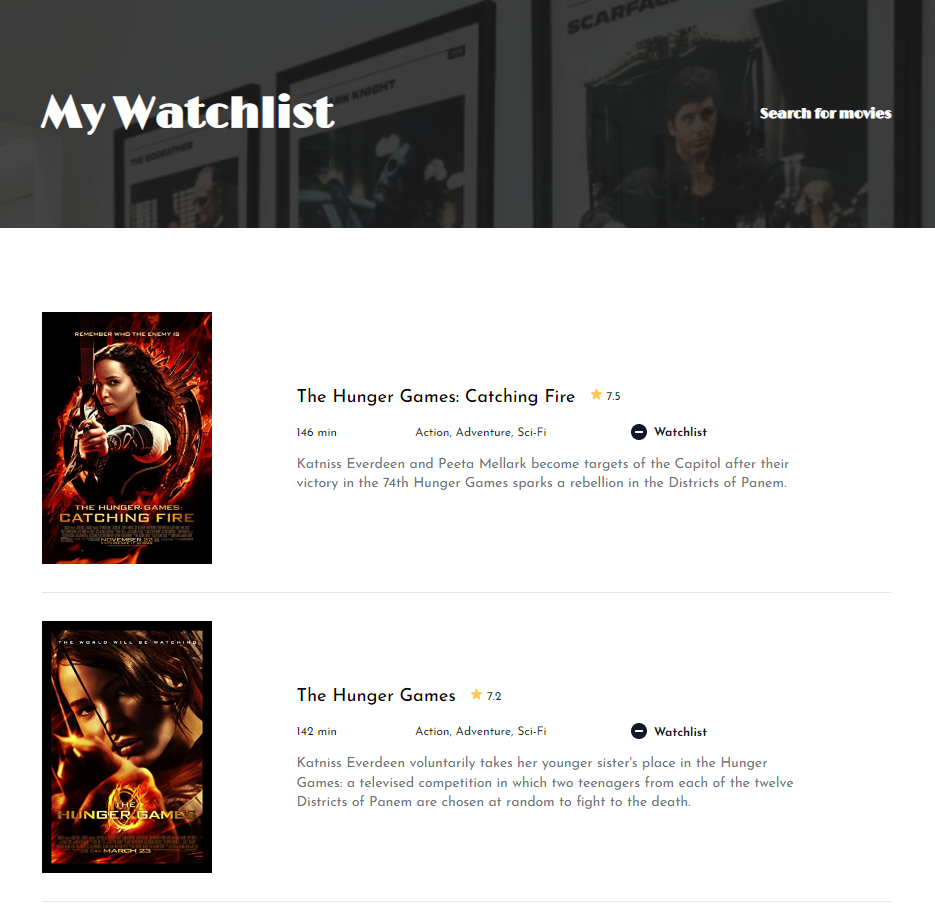 SCARFACE
DARK KNIGHT
THE GODFATHER
My Watchlist
Search for movies
REMEMBER WHO THE ENEMY IS
THE HUNGER GAMES
CATCHING FIRE
NOVEMBER 22
The Hunger Games: Catching Fire 7.5
146 min Action, Adventure, Sci-Fi Watchlist
Katniss Everdeen and Peeta Mellark become targets of the Capitol after their
victory in the 74th Hunger Games sparks a rebellion in the Districts of Panem.
THE WORLD WILL BE WATCHING
THE
HUNGER GAMES
MARCH 23
The Hunger Games 7.2
142 min Action, Adventure, Sci-Fi Watchlist
Katniss Everdeen voluntarily takes her younger sister's place in the Hunger
Games: a televised competition in which two teenagers from each of the twelve
Districts of Panem are chosen at random to fight to the death.